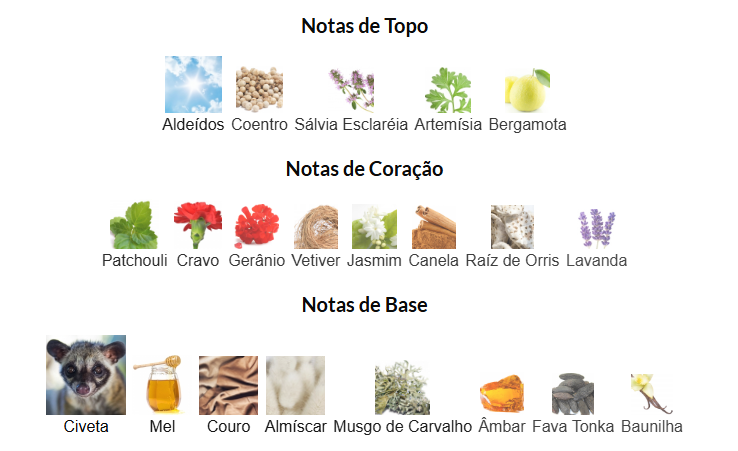 Notas de Topo
Aldeídos Coentro Sálvia Esclaréia Artemísia Bergamota
Notas de Coração
Patchouli Cravo Gerânio Vetiver Jasmim Canela Raíz de Orris Lavanda
Notas de Base
Civeta Mel Couro Almíscar Musgo de Carvalho Âmbar Fava Tonka Baunilha